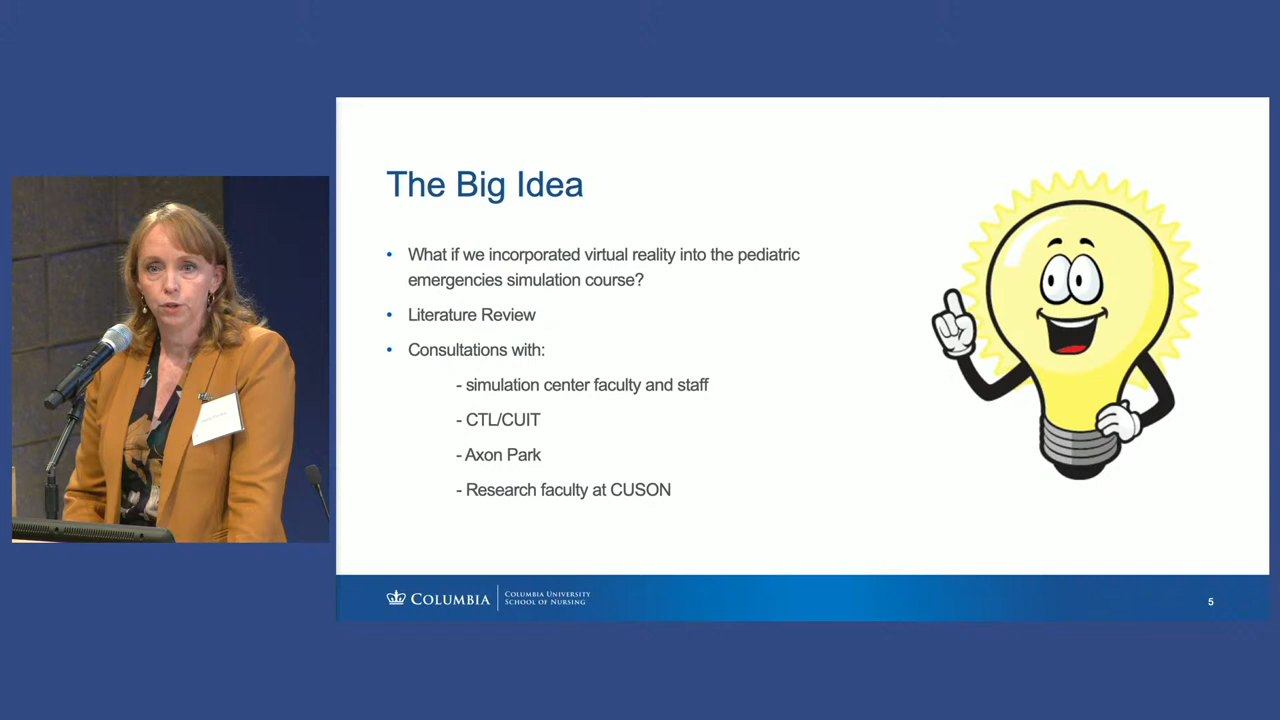 The Big Idea
• What if we incorporated virtual reality into the pediatric
emergencies simulation course?
• Literature Review
• Consultations with:
- simulation center faculty and staff
- CTL/CUIT
- Axon Park
- Research faculty at CUSON
COLUMBIA
COLUMBIA UNIVERSITY
SCHOOL OF NURSING
5